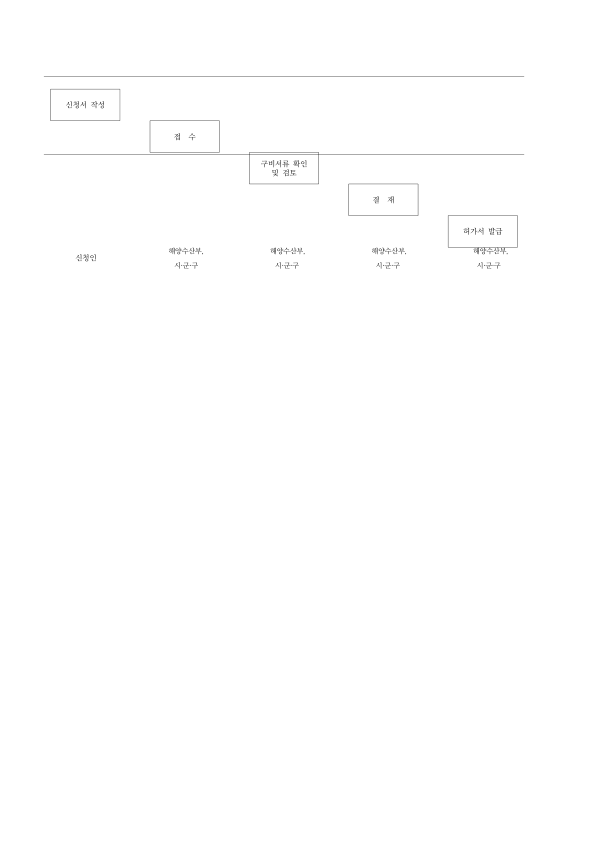 신청서 작성
접 수
구비서류 확인
및 검토
결 재
허가서 발급
신청인
해양수산부,
시·군·구
해양수산부,
시·군·구
해양수산부,
시·군·구
해양수산부,
시·군·구